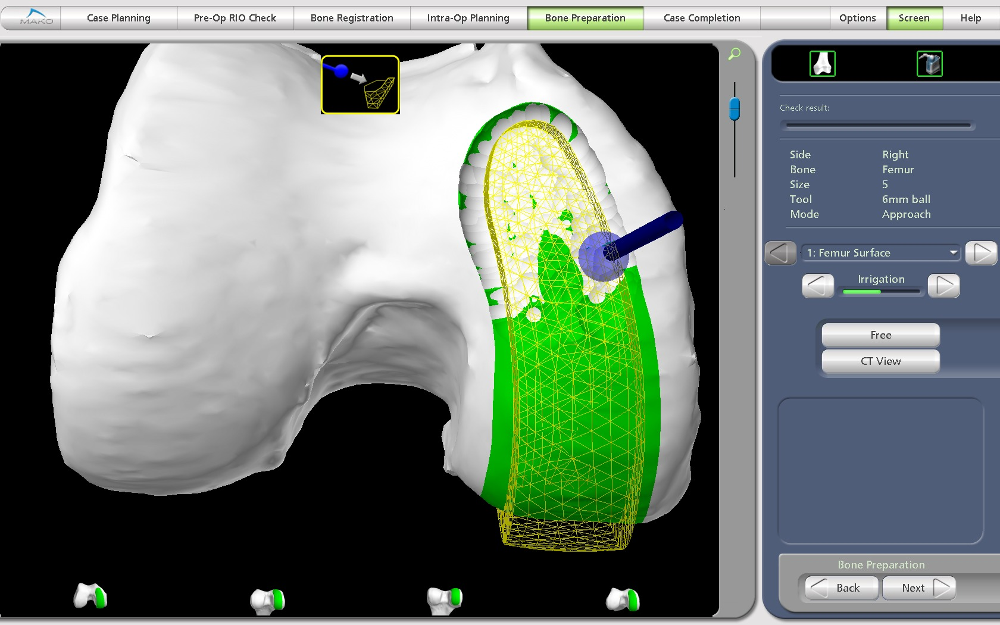 MAKO
Case Planning
Pre-Op RIO Check
Bone Registration
Intra-Op Planning
Bone Preparation
Case Completion
Options
Screen
Help
Check result:
Side Right
Bone Femur
Size 5
Tool 6mm ball
Mode Approach
1: Femur Surface
Irrigation
Free
CT View
Bone Preparation
Back
Next